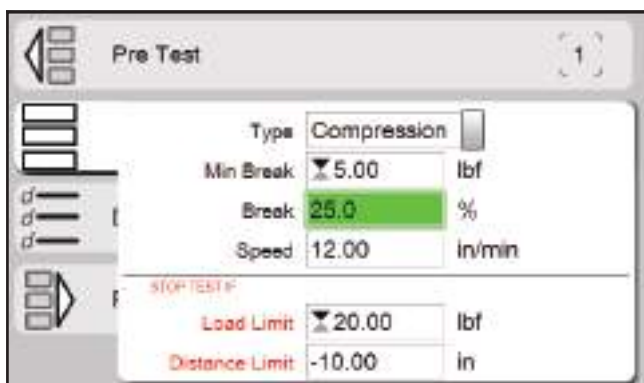 Pre Test 1
Type Compression
Min Break 5.00 lbf
Break 25.0 %
Speed 12.00 in/min
STOP TEST IF
Load Limit 20.00 lbf
Distance Limit -10.00 in